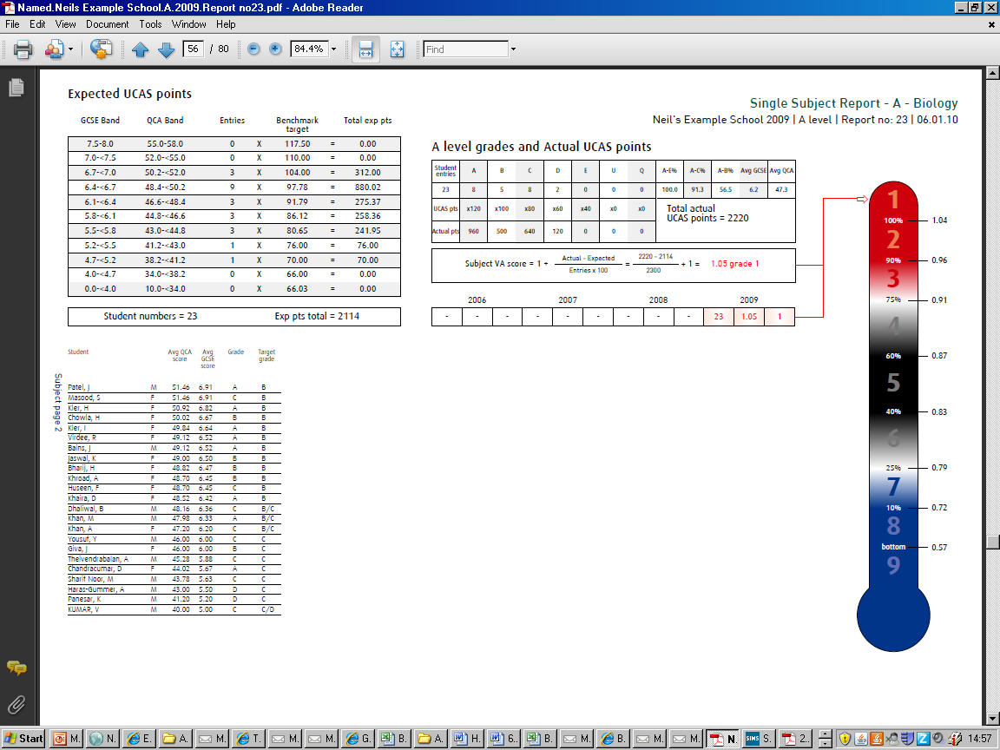 Named.Neils Example School.A.2009.Report no23.pdf - Adobe Reader
File Edit View Document Tools Window Help
56 / 80 84.4% Find
Expected UCAS points
GCSE Band QCA Band Entries Benchmark target Total exp pts
7.5-8.0 55.0-58.0 0 X 117.50 = 0.00
7.0-<7.5 52.0-<55.0 0 X 110.00 = 0.00
6.7-<7.0 50.2-<52.0 3 X 104.00 = 312.00
6.4-<6.7 48.4-<50.2 9 X 97.78 = 880.02
6.1-<6.4 46.6-<48.4 3 X 91.79 = 275.37
5.8-<6.1 44.8-<46.6 3 X 86.12 = 258.36
5.5-<5.8 43.0-<44.8 3 X 80.65 = 241.95
5.2-<5.5 41.2-<43.0 1 X 76.00 = 76.00
4.7-<5.2 38.2-<41.2 1 X 70.00 = 70.00
4.0-<4.7 34.0-<38.2 0 X 66.00 = 0.00
0.0-<4.0 10.0-<34.0 0 X 66.03 = 0.00
Student numbers = 23 Exp pts total = 2114
Student Avg QCA score Avg GCSE score Grade Target grade
Patel, J M 51.46 6.91 A B
Masood, S F 51.46 6.91 C B
Kler, H F 50.92 6.82 A B
Chowla, H F 50.02 6.67 B B
Kler, I F 49.84 6.64 A B
Virdee, R F 49.12 6.52 A B
Bains, J M 49.12 6.52 A B
Jaswal, K F 49.00 6.50 B B
Bharij, H F 48.82 6.47 B B
Khroad, A F 48.70 6.45 B B
Huseen, F F 48.70 6.45 C B
Khaira, D F 48.52 6.42 A B
Dhaliwal, B M 48.16 6.36 C B/C
Khan, M M 47.98 6.33 A B/C
Khan, A F 47.20 6.20 C B/C
Yousuf, Y M 46.00 6.00 C C
Giva, J F 46.00 6.00 B C
Theivendrabalan, A M 45.28 5.88 C C
Chandracumar, D F 44.02 5.67 A C
Sharif Noor, M M 43.78 5.63 C C
Haras-Gummer, A M 43.00 5.50 D C
Panesar, K M 41.20 5.20 D C
KUMAR, V M 40.00 5.00 C C/D
Subject page 2
Single Subject Report - A - Biology
Neil's Example School 2009 | A level | Report no: 23 | 06.01.10
A level grades and Actual UCAS points
Student entries A B C D E U Q A-E% A-C% A-B% Avg GCSE Avg QCA
23 8 5 8 2 0 0 0 100.0 91.3 56.5 6.2 47.3
UCAS pts x120 x100 x80 x60 x40 x0 x0 Total actual
Actual pts 960 500 640 120 0 0 0 UCAS points = 2220
Subject VA score = 1 + Actual - Expected / Entries x 100 = 2220 - 2114 / 2300 + 1 = 1.05 grade 1
2006 2007 2008 2009
- - - - - - - - - 23 1.05 1
1
100% 1.04
2
90% 0.96
3
75% 0.91
4
60% 0.87
5
40% 0.83
6
25% 0.79
7
10% 0.72
8
bottom 0.57
9
Start M. N. E. A. M. T. M. M. G. B. A. H. 6. B. M. B. M. M. N S. 2. 14:57